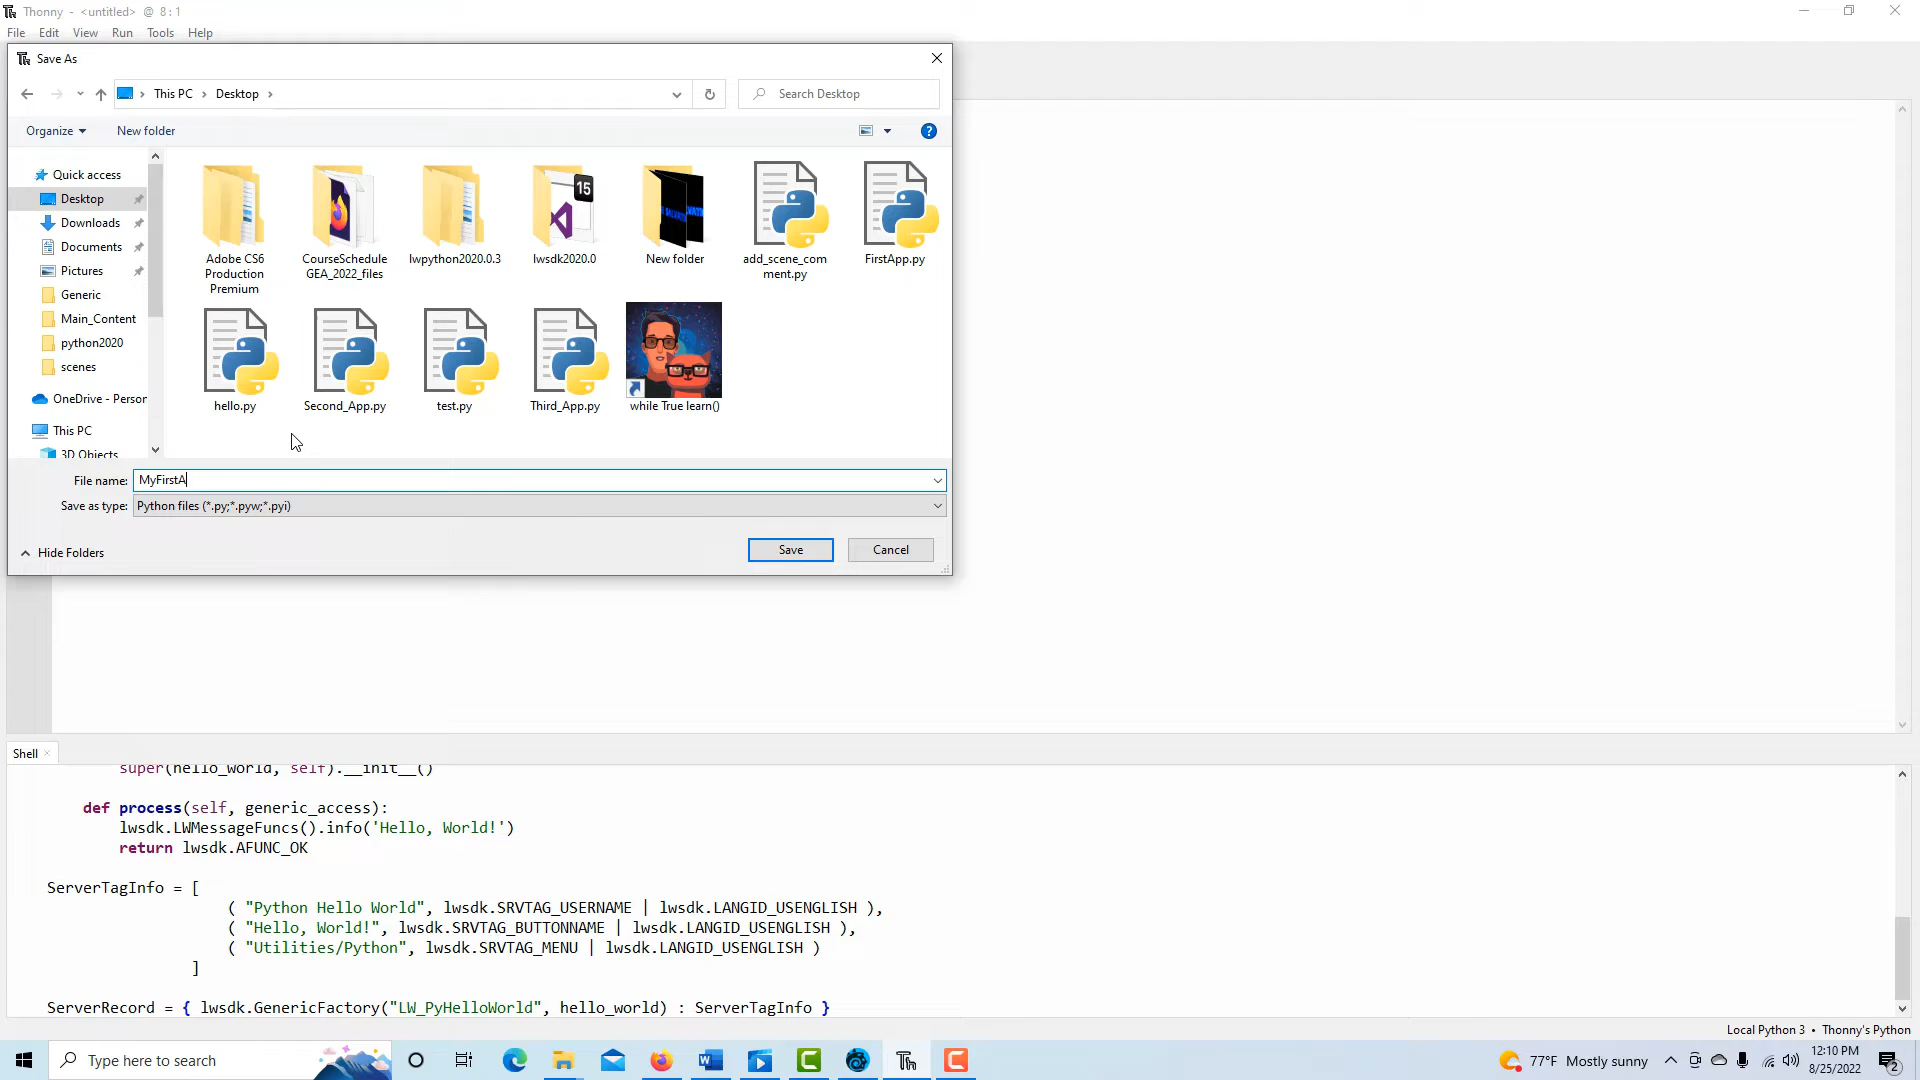 Thonny - <untitled> @ 8:1
File Edit View Run Tools Help
Save As
This PC > Desktop >
Search Desktop
Organize New folder
Quick access
Desktop
Downloads
Documents
Pictures
Generic
Main_Content
python2020
scenes
OneDrive - Person
This PC
3D Objects
Adobe CS6
Production
Premium
CourseSchedule
GEA_2022_files
lwpython2020.0.3
15
lwsdk2020.0
New folder
add_scene_com
ment.py
FirstApp.py
hello.py
Second_App.py
test.py
Third_App.py
while True learn()
File name: MyFirstA
Save as type: Python files (*.py;*.pyw;*.pyi)
Hide Folders
Save
Cancel
Shell
super(hello_world, self).__init__()
def process(self, generic_access):
lwsdk.LWMessageFuncs().info('Hello, World!')
return lwsdk.AFUNC_OK
ServerTagInfo = [
( "Python Hello World", lwsdk.SRVTAG_USERNAME | lwsdk.LANGID_USENGLISH ),
( "Hello, World!", lwsdk.SRVTAG_BUTTONNAME | lwsdk.LANGID_USENGLISH ),
( "Utilities/Python", lwsdk.SRVTAG_MENU | lwsdk.LANGID_USENGLISH )
]
ServerRecord = { lwsdk.GenericFactory("LW_PyHelloWorld", hello_world) : ServerTagInfo }
Local Python 3 • Thonny's Python
Type here to search
77°F Mostly sunny
12:10 PM
8/25/2022
2